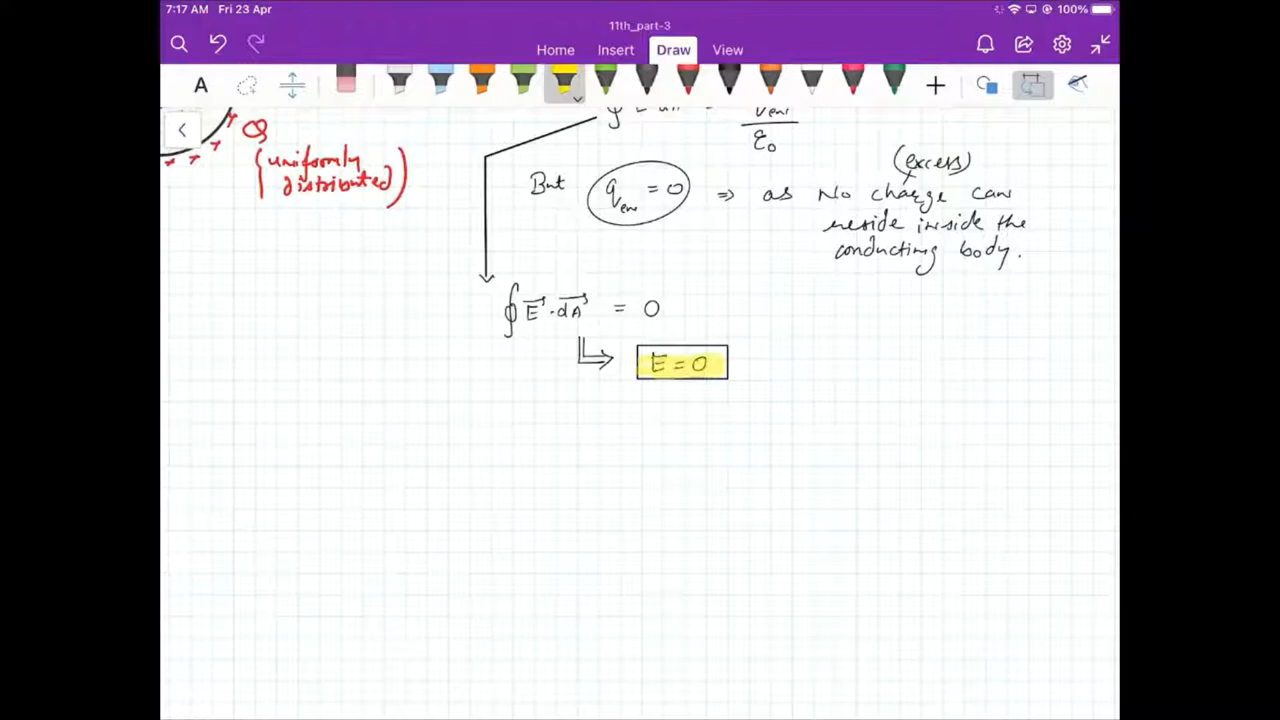 7:17 AM Fri 23 Apr
100%
11th_part-3
Home Insert Draw View
A
Q
(uniformly
distributed)
ε₀
(excess)
But q_enc = 0 ⇒ as No charge can
reside inside the
conducting body.
∮ E⃗ · dA⃗ = 0
E = 0